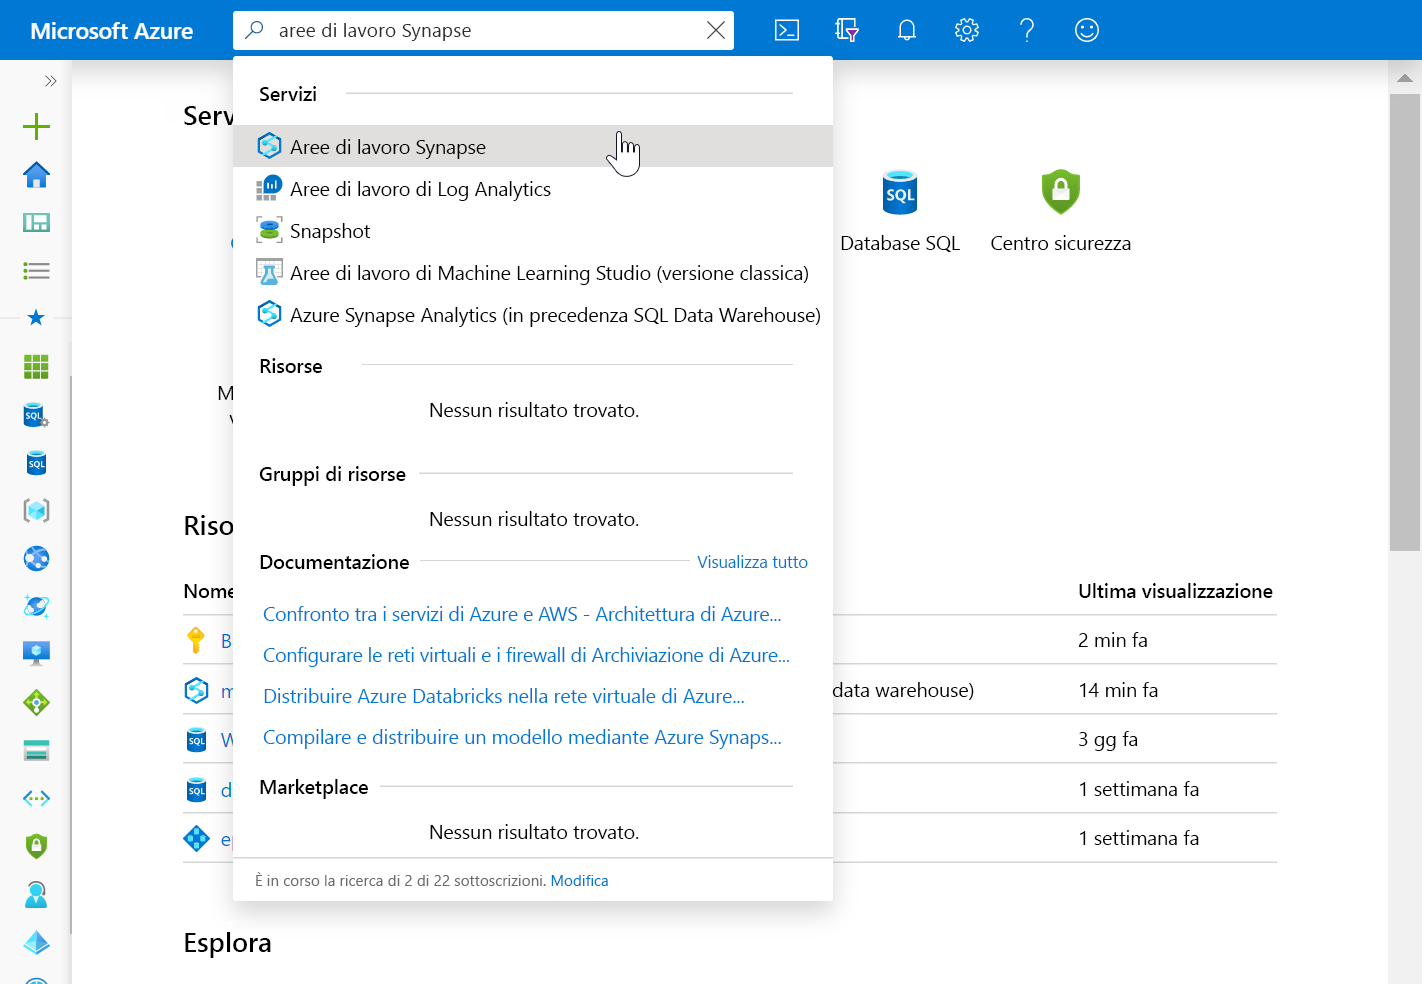 Microsoft Azure
aree di lavoro Synapse
Servizi
Aree di lavoro Synapse
Aree di lavoro di Log Analytics
Snapshot
Aree di lavoro di Machine Learning Studio (versione classica)
Azure Synapse Analytics (in precedenza SQL Data Warehouse)
Risorse
Nessun risultato trovato.
Gruppi di risorse
Nessun risultato trovato.
Documentazione
Visualizza tutto
Confronto tra i servizi di Azure e AWS - Architettura di Azure...
Configurare le reti virtuali e i firewall di Archiviazione di Azure...
Distribuire Azure Databricks nella rete virtuale di Azure...
Compilare e distribuire un modello mediante Azure Synaps...
Marketplace
Nessun risultato trovato.
È in corso la ricerca di 2 di 22 sottoscrizioni. Modifica
Serv
SQL
Database SQL
Centro sicurezza
M
v
Riso
Nome
Ultima visualizzazione
B
2 min fa
m
data warehouse)
14 min fa
SQL
W
3 gg fa
SQL
d
1 settimana fa
e
1 settimana fa
Esplora
SQL
SQL